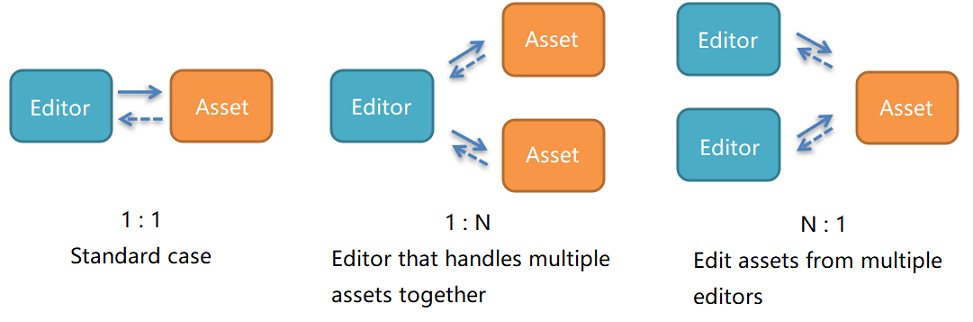 Editor
Asset
1 : 1
Standard case
Editor
Asset
Asset
1 : N
Editor that handles multiple
assets together
Editor
Editor
Asset
N : 1
Edit assets from multiple
editors